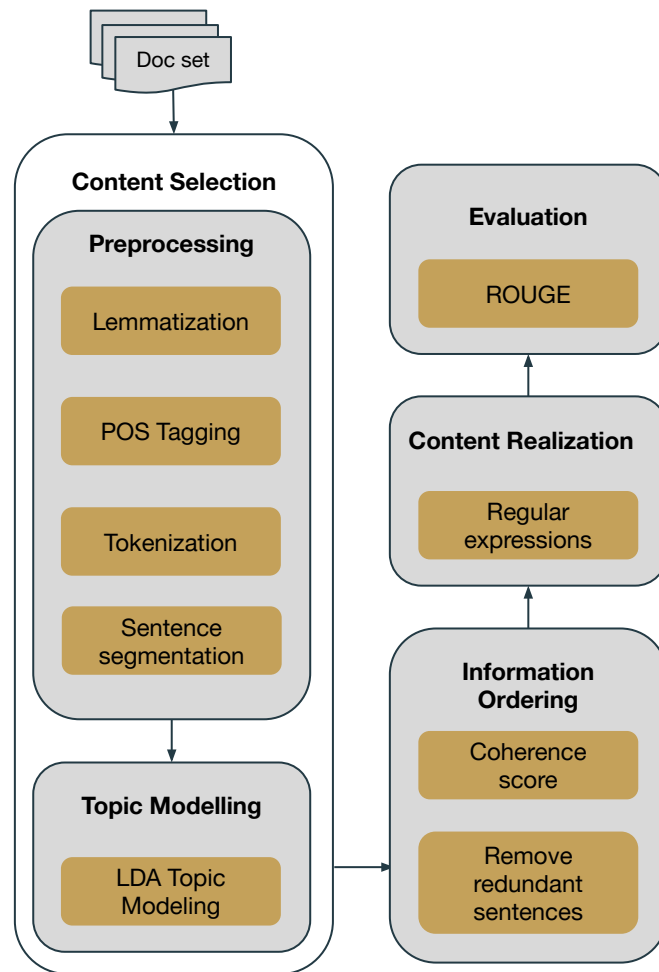 Doc set
Content Selection
Preprocessing
Lemmatization
POS Tagging
Tokenization
Sentence
segmentation
Topic Modelling
LDA Topic
Modeling
Evaluation
ROUGE
Content Realization
Regular
expressions
Information
Ordering
Coherence
score
Remove
redundant
sentences